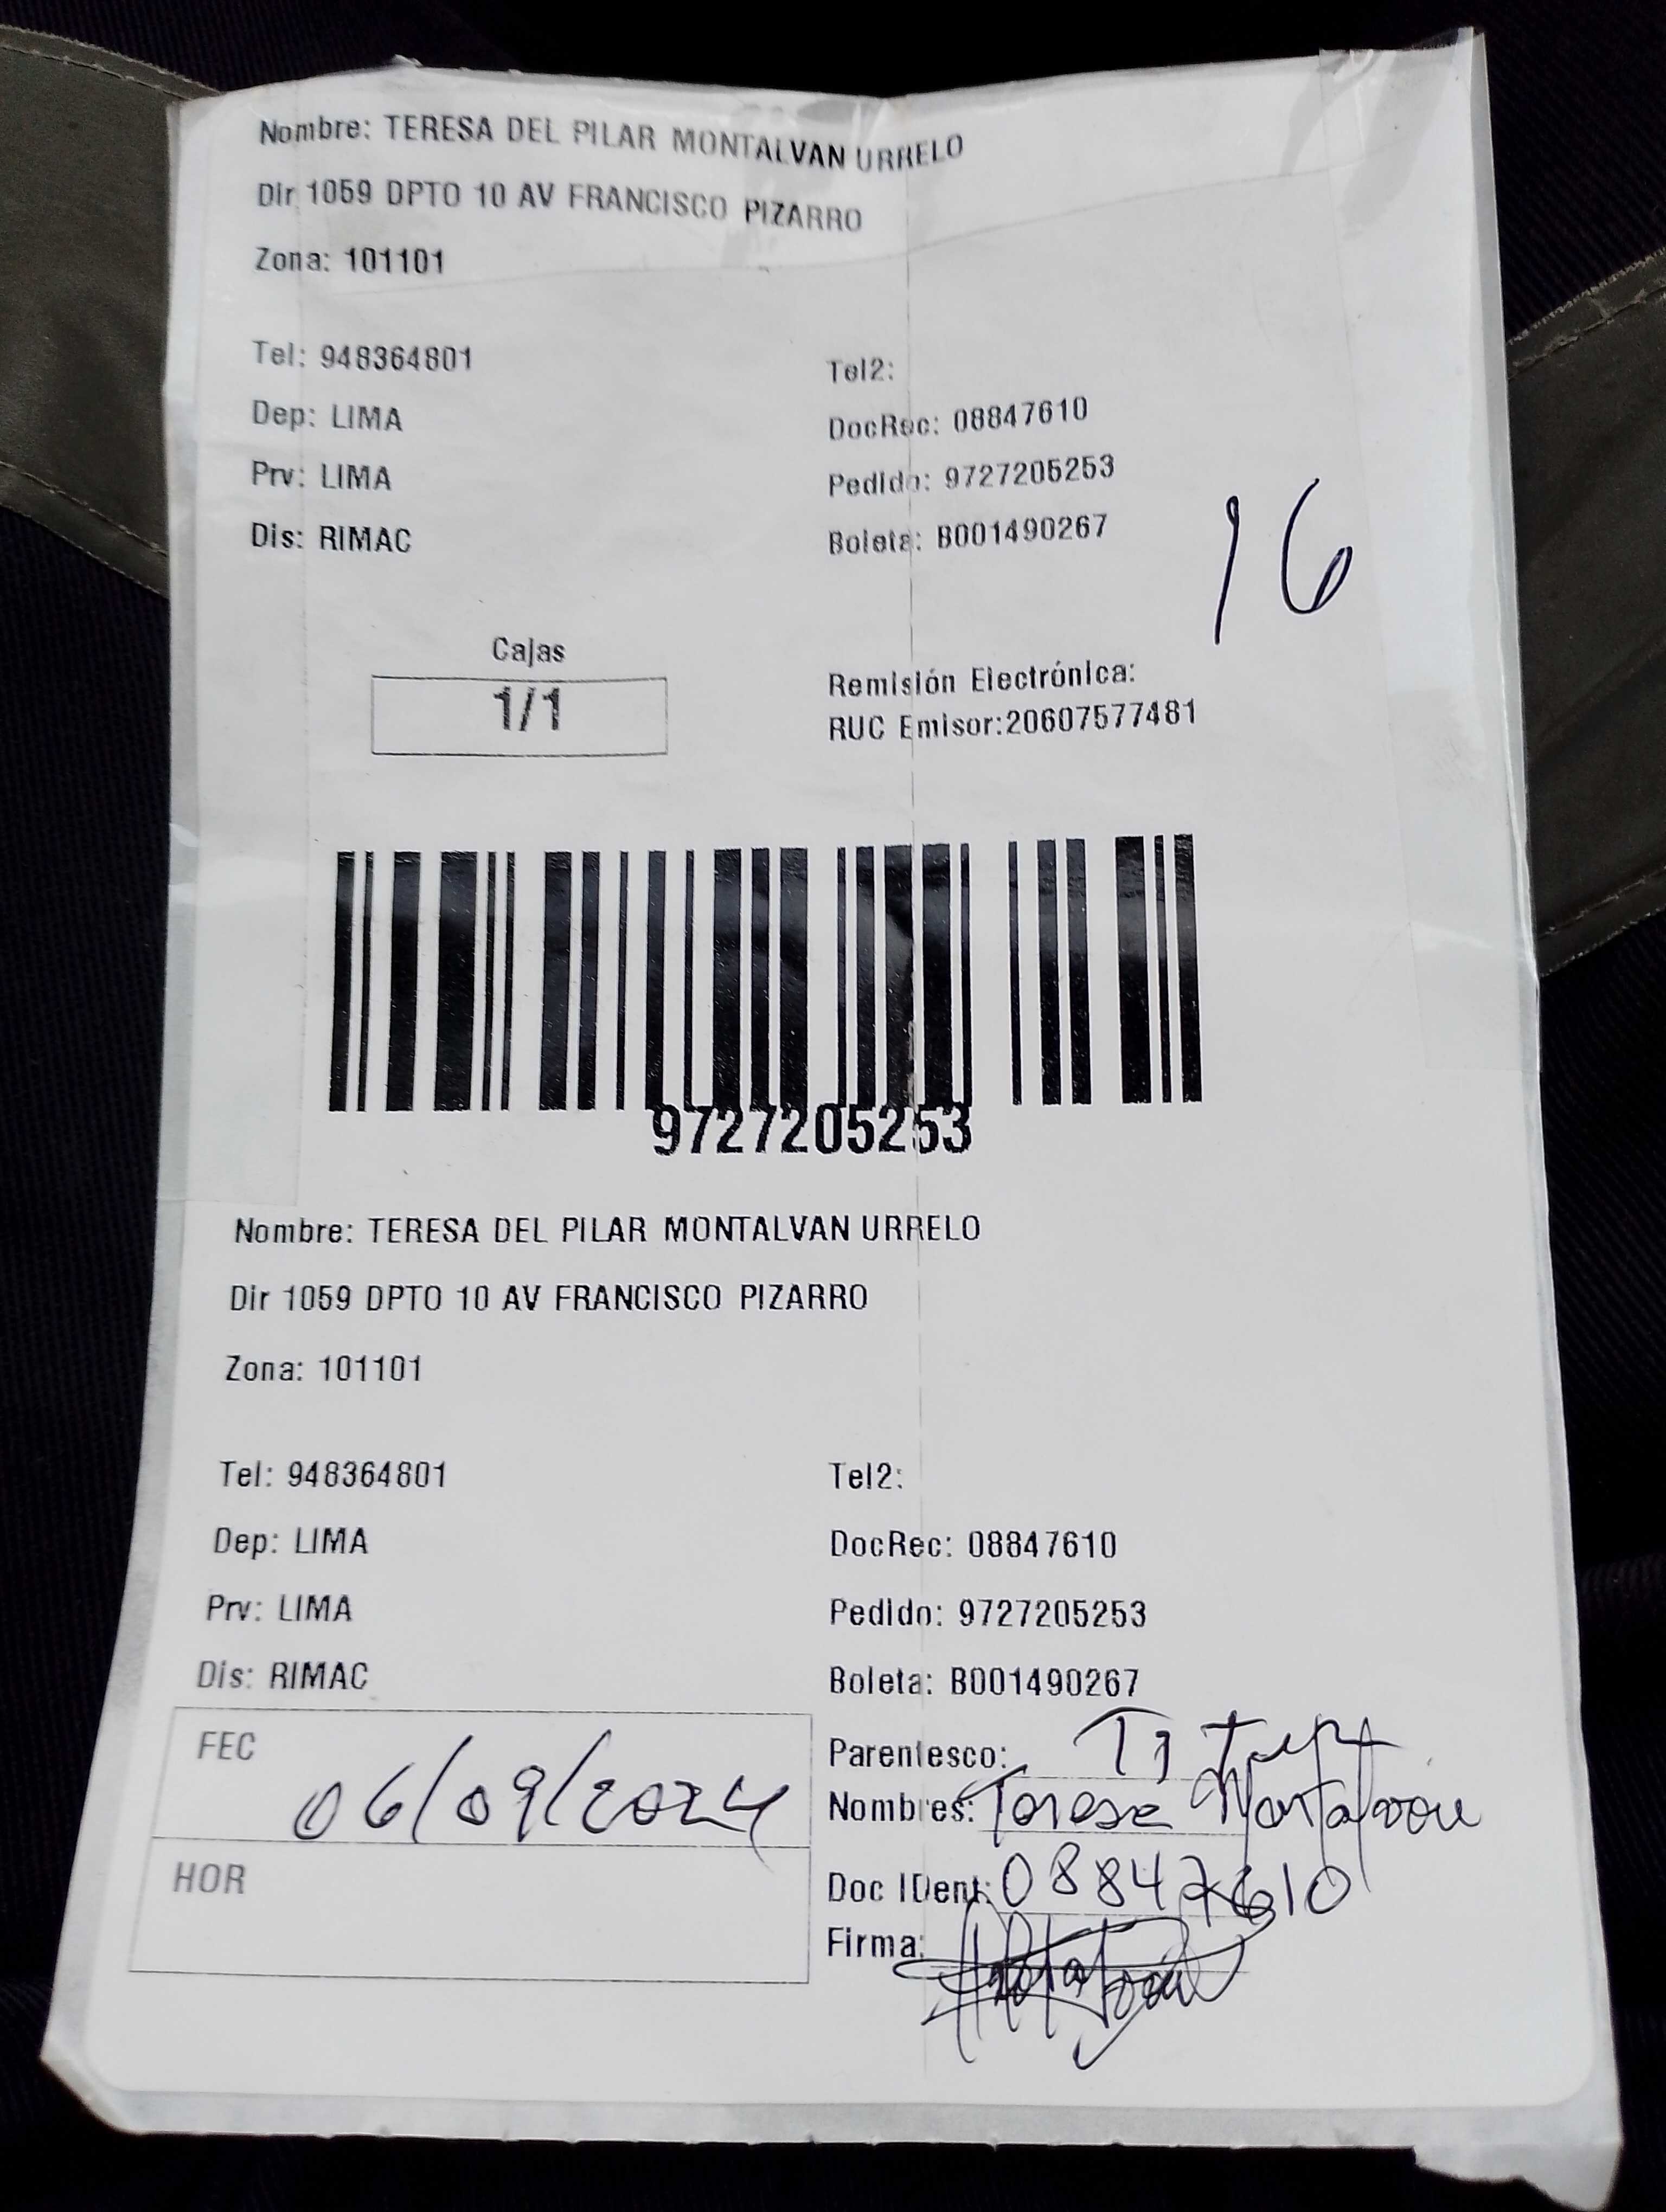 Nombre: TERESA DEL PILAR MONTALVAN URRELO
Dir 1059 DPTO 10 AV FRANCISCO PIZARRO
Zona: 101101
Tel: 948364801 Tel2:
Dep: LIMA DocRec: 08847610
Prv: LIMA Pedido: 9727205253
Dis: RIMAC Boleta: B001490267
16
Cajas
1/1
Remisión Electrónica:
RUC Emisor:20607577481
9727205253
Nombre: TERESA DEL PILAR MONTALVAN URRELO
Dir 1059 DPTO 10 AV FRANCISCO PIZARRO
Zona: 101101
Tel: 948364801 Tel2:
Dep: LIMA DocRec: 08847610
Prv: LIMA Pedido: 9727205253
Dis: RIMAC Boleta: B001490267
FEC 06/09/2024
HOR
Parentesco:
Nombres: Teresa Montalvan
Doc IDent: 08847610
Firma: